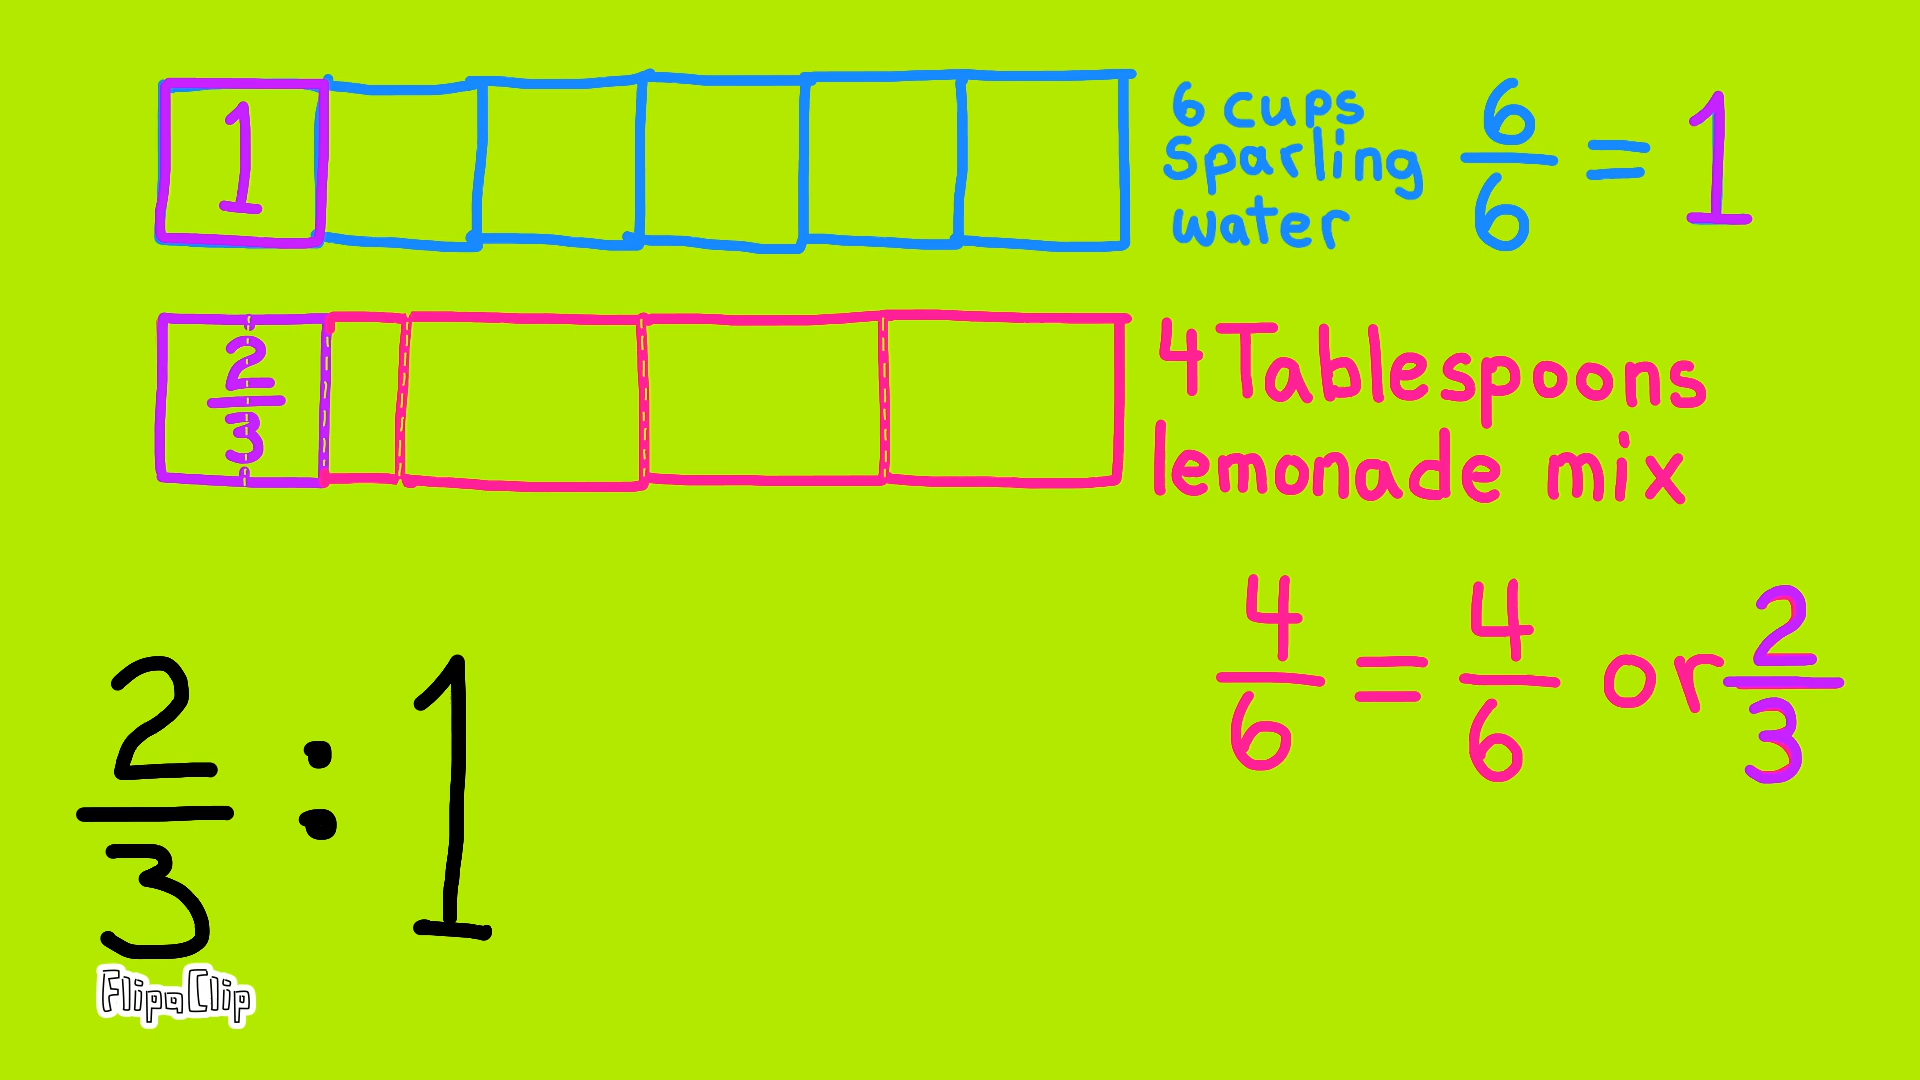 1
6 cups
sparling
water
6/6 = 1
2/3
4 Tablespoons
lemonade mix
4/6 = 4/6 or 2/3
2/3 : 1
FlipaClip